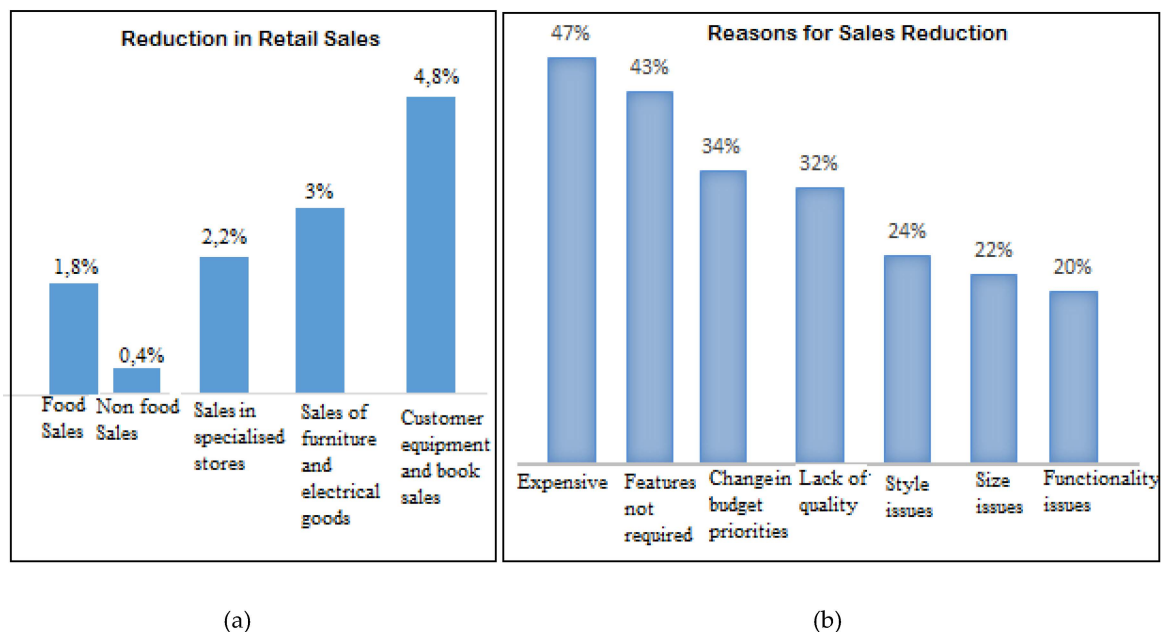 Reduction in Retail Sales
4,8%
3%
2,2%
1,8%
0,4%
Food
Sales
Non food
Sales
Sales in
specialised
stores
Sales of
furniture
and
electrical
goods
Customer
equipment
and book
sales
(a)
Reasons for Sales Reduction
47%
43%
34%
32%
24%
22%
20%
Expensive
Features
not
required
Change in
budget
priorities
Lack of
quality
Style
issues
Size
issues
Functionality
issues
(b)